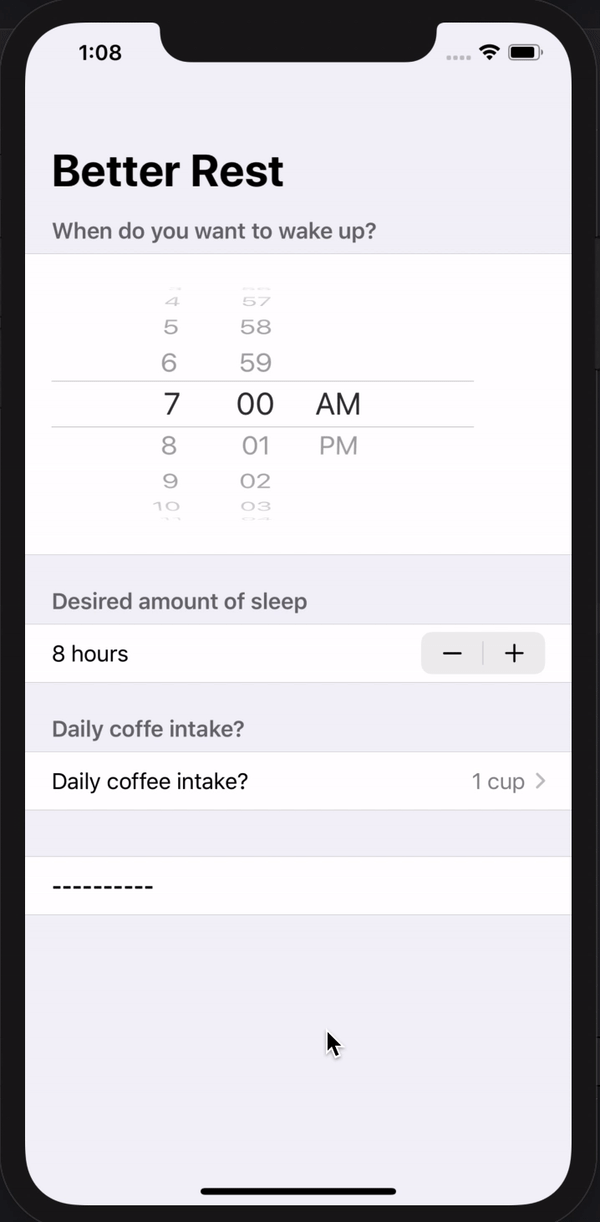 1:08
Better Rest
When do you want to wake up?
4 57
5 58
6 59
7 00 AM
8 01 PM
9 02
10 03
Desired amount of sleep
8 hours − +
Daily coffe intake?
Daily coffee intake? 1 cup >
----------